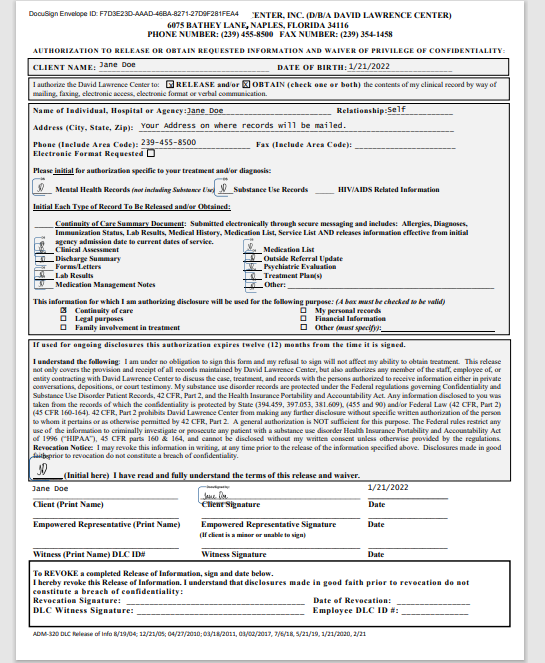 DocuSign Envelope ID: F7D3E23D-AAAD-46BA-8271-27D9F281FEA4
ENTER, INC. (D/B/A DAVID LAWRENCE CENTER)
6075 BATHEY LANE, NAPLES, FLORIDA 34116
PHONE NUMBER: (239) 455-8500 FAX NUMBER: (239) 354-1458
AUTHORIZATION TO RELEASE OR OBTAIN REQUESTED INFORMATION AND WAIVER OF PRIVILEGE OF CONFIDENTIALITY:
CLIENT NAME: Jane Doe DATE OF BIRTH: 1/21/2022
I authorize the David Lawrence Center to: X RELEASE and/or X OBTAIN (check one or both) the contents of my clinical record by way of
mailing, faxing, electronic access, electronic format or verbal communication.
Name of Individual, Hospital or Agency: Jane Doe Relationship: Self
Address (City, State, Zip): Your Address on where records will be mailed.
Phone (Include Area Code): 239-455-8500 Fax (Include Area Code):
Electronic Format Requested
Please initial for authorization specific to your treatment and/or diagnosis:
JD Mental Health Records (not including Substance Use) JD Substance Use Records HIV/AIDS Related Information
Initial Each Type of Record To Be Released and/or Obtained:
Continuity of Care Summary Document: Submitted electronically through secure messaging and includes: Allergies, Diagnoses,
Immunization Status, Lab Results, Medical History, Medication List, Service List AND releases information effective from initial
agency admission date to current dates of service.
Clinical Assessment Medication List
Discharge Summary Outside Referral Update
Forms/Letters Psychiatric Evaluation
Lab Results Treatment Plan(s)
Medication Management Notes Other:
This information for which I am authorizing disclosure will be used for the following purpose: (A box must be checked to be valid)
X Continuity of care My personal records
Legal purposes Financial Information
Family involvement in treatment Other (must specify):
If used for ongoing disclosures this authorization expires twelve (12) months from the time it is signed.
I understand the following: I am under no obligation to sign this form and my refusal to sign will not affect my ability to obtain treatment. This release
not only covers the provision and receipt of all records maintained by David Lawrence Center, but also authorizes any member of the staff, employee of, or
entity contracted with David Lawrence Center to discuss the case, treatment, and records with the persons authorized to receive information either in private
conversations, depositions, or court testimony. My substance use disorder records are protected under the Federal regulations governing Confidentiality and
Substance Use Disorder Patient Records, 42 CFR, Part 2, and the Health Insurance Portability and Accountability Act. Any information disclosed to you
taken from the records of which the confidentiality is protected by State (394.459, 397.053, 381.609), (455 and 90) and/or Federal Law (42 CFR, Part 2)
(45 CFR 160-164). 42 CFR, Part 2 prohibits David Lawrence Center from making any further disclosure without specific written authorization of the person
to whom it pertains or as otherwise permitted by 42 CFR, Part 2. A general authorization is NOT sufficient for this purpose. The Federal rules restrict any
use of the information to criminally investigate or prosecute any patient with a substance use disorder Health Insurance Portability and Accountability Act
of 1996 ("HIPAA"), 45 CFR parts 160 & 164, and cannot be disclosed without my written consent unless otherwise provided by the regulations.
Revocation Notice: I may revoke this information in writing, at any time prior to the release of the information specified above. Disclosures made in good
faith prior to revocation do not constitute a breach of confidentiality.
JD (Initial here) I have read and fully understand the terms of this release and waiver.
Jane Doe Jane Doe 1/21/2022
Client (Print Name) Client Signature Date
Empowered Representative (Print Name) Empowered Representative Signature Date
(If client is a minor or unable to sign)
Witness (Print Name) DLC ID# Witness Signature Date
To REVOKE a completed Release of Information, sign and date below.
I hereby revoke this Release of Information. I understand that disclosures made in good faith prior to revocation do not
constitute a breach of confidentiality:
Revocation Signature: Date of Revocation:
DLC Witness Signature: Employee DLC ID #:
ADM-320 DLC Release of Info 8/19/04; 12/21/05; 04/27/2010; 03/18/2011, 03/02/2017, 7/6/18, 5/21/19, 1/21/2020, 2/21